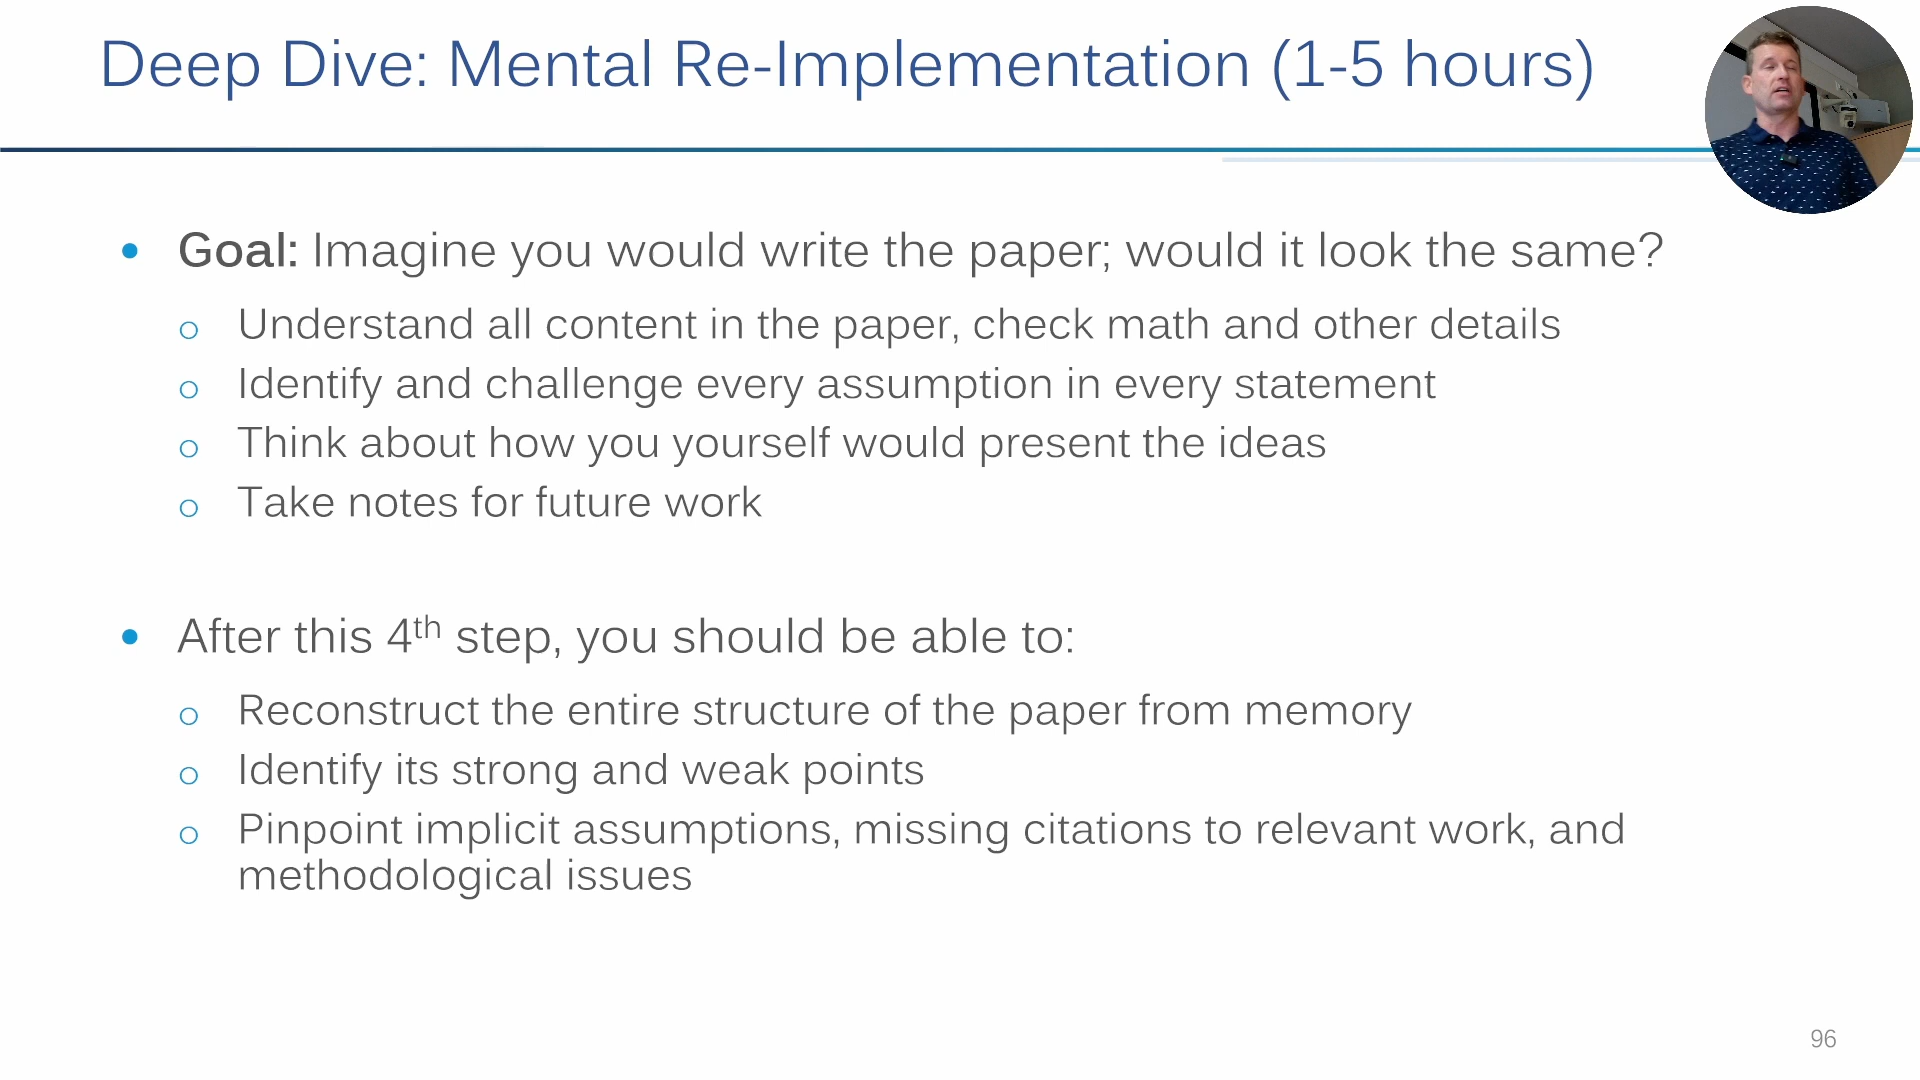 Deep Dive: Mental Re-Implementation (1-5 hours)
• Goal: Imagine you would write the paper; would it look the same?
o Understand all content in the paper, check math and other details
o Identify and challenge every assumption in every statement
o Think about how you yourself would present the ideas
o Take notes for future work
• After this 4th step, you should be able to:
o Reconstruct the entire structure of the paper from memory
o Identify its strong and weak points
o Pinpoint implicit assumptions, missing citations to relevant work, and
methodological issues
96